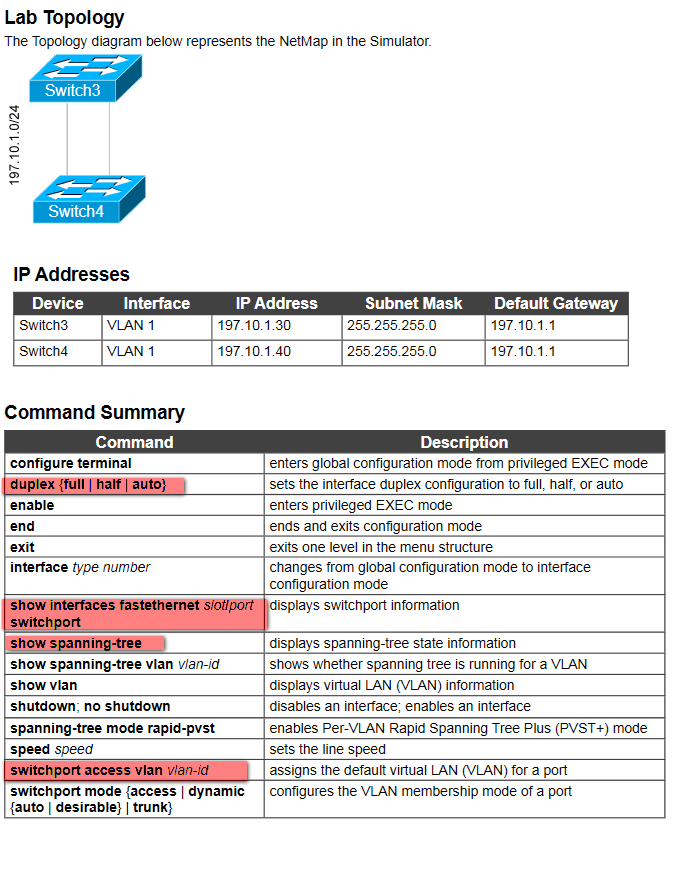 Lab Topology
The Topology diagram below represents the NetMap in the Simulator.
Switch3
197.10.1.0/24
Switch4
IP Addresses
Device Interface IP Address Subnet Mask Default Gateway
Switch3 VLAN 1 197.10.1.30 255.255.255.0 197.10.1.1
Switch4 VLAN 1 197.10.1.40 255.255.255.0 197.10.1.1
Command Summary
Command Description
configure terminal enters global configuration mode from privileged EXEC mode
duplex {full | half | auto} sets the interface duplex configuration to full, half, or auto
enable enters privileged EXEC mode
end ends and exits configuration mode
exit exits one level in the menu structure
interface type number changes from global configuration mode to interface
configuration mode
show interfaces fastethernet slot/port displays switchport information
switchport
show spanning-tree displays spanning-tree state information
show spanning-tree vlan vlan-id shows whether spanning tree is running for a VLAN
show vlan displays virtual LAN (VLAN) information
shutdown; no shutdown disables an interface; enables an interface
spanning-tree mode rapid-pvst enables Per-VLAN Rapid Spanning Tree Plus (PVST+) mode
speed speed sets the line speed
switchport access vlan vlan-id assigns the default virtual LAN (VLAN) for a port
switchport mode {access | dynamic configures the VLAN membership mode of a port
{auto | desirable} | trunk}